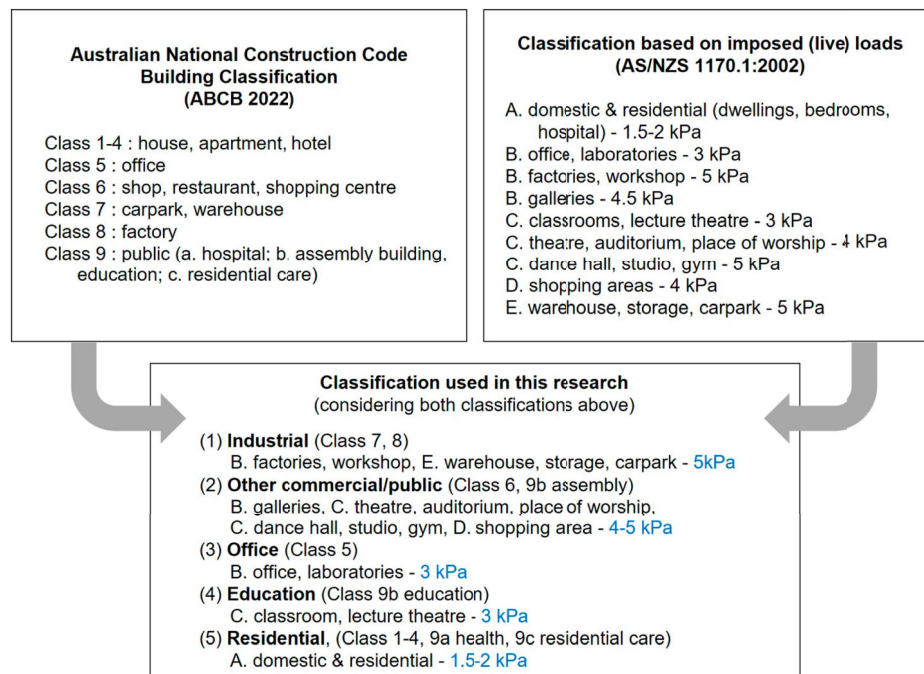 Australian National Construction Code
Building Classification
(ABCB 2022)
Class 1-4 : house, apartment, hotel
Class 5 : office
Class 6 : shop, restaurant, shopping centre
Class 7 : carpark, warehouse
Class 8 : factory
Class 9 : public (a. hospital; b. assembly building,
education; c. residential care)
Classification based on imposed (live) loads
(AS/NZS 1170.1:2002)
A. domestic & residential (dwellings, bedrooms,
hospital) - 1.5-2 kPa
B. office, laboratories - 3 kPa
B. factories, workshop - 5 kPa
B. galleries - 4.5 kPa
C. classrooms, lecture theatre - 3 kPa
C. theatre, auditorium, place of worship - 4 kPa
C. dance hall, studio, gym - 5 kPa
D. shopping areas - 4 kPa
E. warehouse, storage, carpark - 5 kPa
Classification used in this research
(considering both classifications above)
(1) Industrial (Class 7, 8)
B. factories, workshop, E. warehouse, storage, carpark - 5kPa
(2) Other commercial/public (Class 6, 9b assembly)
B. galleries, C. theatre, auditorium, place of worship,
C. dance hall, studio, gym, D. shopping area - 4-5 kPa
(3) Office (Class 5)
B. office, laboratories - 3 kPa
(4) Education (Class 9b education)
C. classroom, lecture theatre - 3 kPa
(5) Residential, (Class 1-4, 9a health, 9c residential care)
A. domestic & residential - 1.5-2 kPa